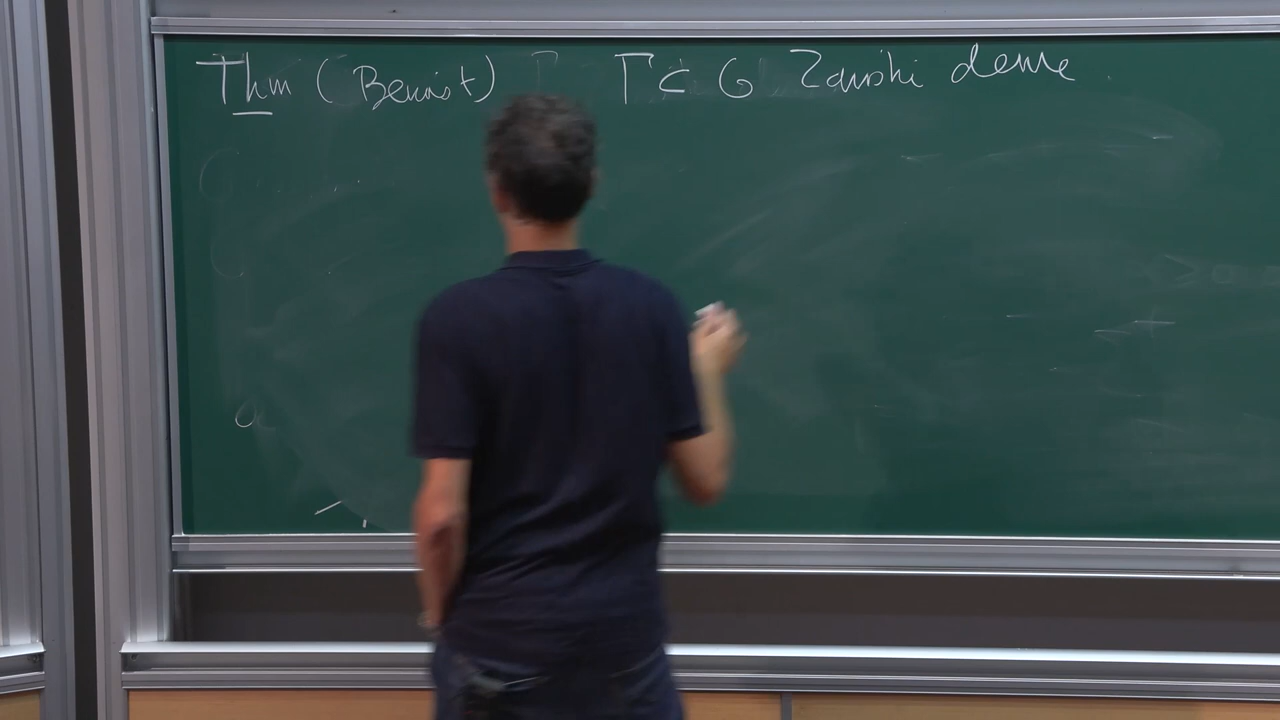 Thm (Benoist) Γ ⊂ G Zariski dense